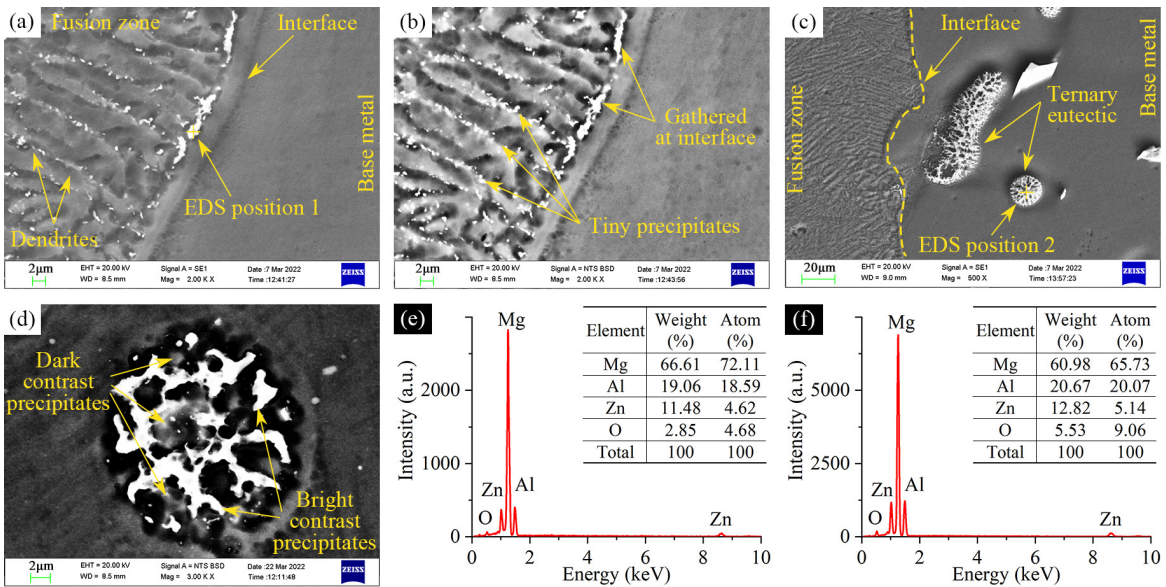 (a)
Fusion zone
Interface
Base metal
EDS position 1
Dendrites
2μm
EHT = 20.00 kV
WD = 8.5 mm
Signal A = SE1
Mag = 2.00 K X
Date :7 Mar 2022
Time :12:41:27
ZEISS
(b)
Gathered
at interface
Tiny precipitates
2μm
EHT = 20.00 kV
WD = 8.5 mm
Signal A = NTS BSD
Mag = 2.00 K X
Date :7 Mar 2022
Time :12:43:56
ZEISS
(c)
Interface
Fusion zone
Base metal
Ternary
eutectic
EDS position 2
20μm
EHT = 20.00 kV
WD = 9.0 mm
Signal A = SE1
Mag = 500 X
Date :7 Mar 2022
Time :13:57:23
ZEISS
(d)
Dark
contrast
precipitates
Bright
contrast
precipitates
2μm
EHT = 20.00 kV
WD = 8.5 mm
Signal A = NTS BSD
Mag = 3.00 K X
Date :22 Mar 2022
Time :12:11:48
ZEISS
(e)
Mg
Zn
Al
O
Zn
Element Weight (%) Atom (%)
Mg 66.61 72.11
Al 19.06 18.59
Zn 11.48 4.62
O 2.85 4.68
Total 100 100
Intensity (a.u.)
2000
1000
0
0 2 4 6 8 10
Energy (keV)
(f)
Mg
Zn
Al
O
Zn
Element Weight (%) Atom (%)
Mg 60.98 65.73
Al 20.67 20.07
Zn 12.82 5.14
O 5.53 9.06
Total 100 100
Intensity (a.u.)
7500
5000
2500
0
0 2 4 6 8 10
Energy (keV)